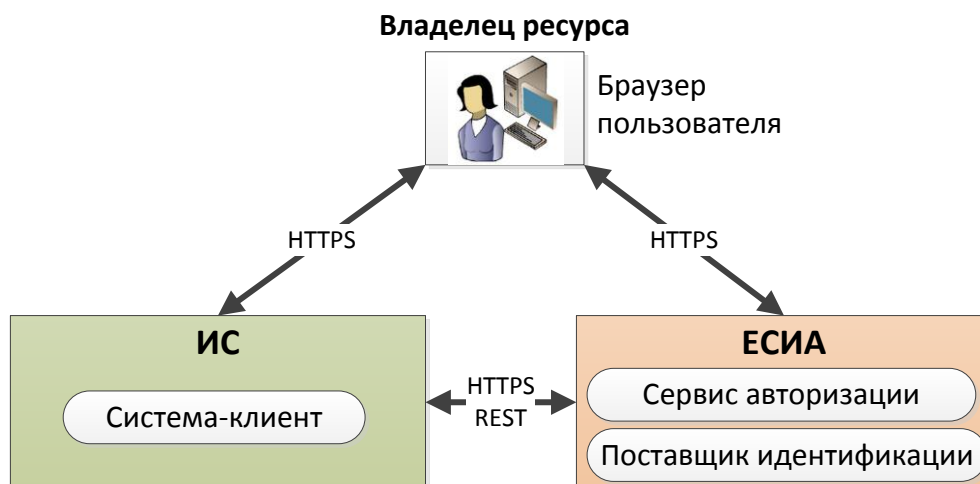 Владелец ресурса
Браузер
пользователя
HTTPS
HTTPS
ИС
Система-клиент
HTTPS
REST
ЕСИА
Сервис авторизации
Поставщик идентификации